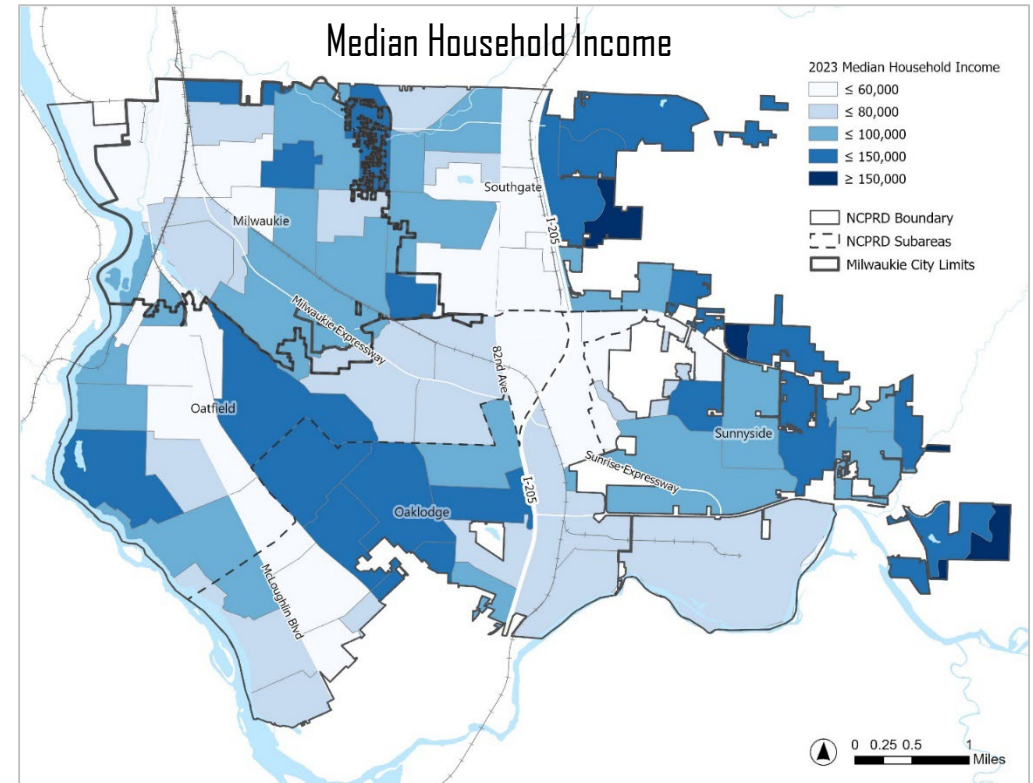 Median Household Income
2023 Median Household Income
≤ 60,000
≤ 80,000
≤ 100,000
≤ 150,000
≥ 150,000
NCPRD Boundary
NCPRD Subareas
Milwaukie City Limits
Southgate
I-205
Milwaukie
Milwaukie Expressway
82nd Ave
Oatfield
Sunnyside
Sunrise Expressway
I-205
Oaklodge
McLoughlin Blvd
0 0.25 0.5 1
Miles